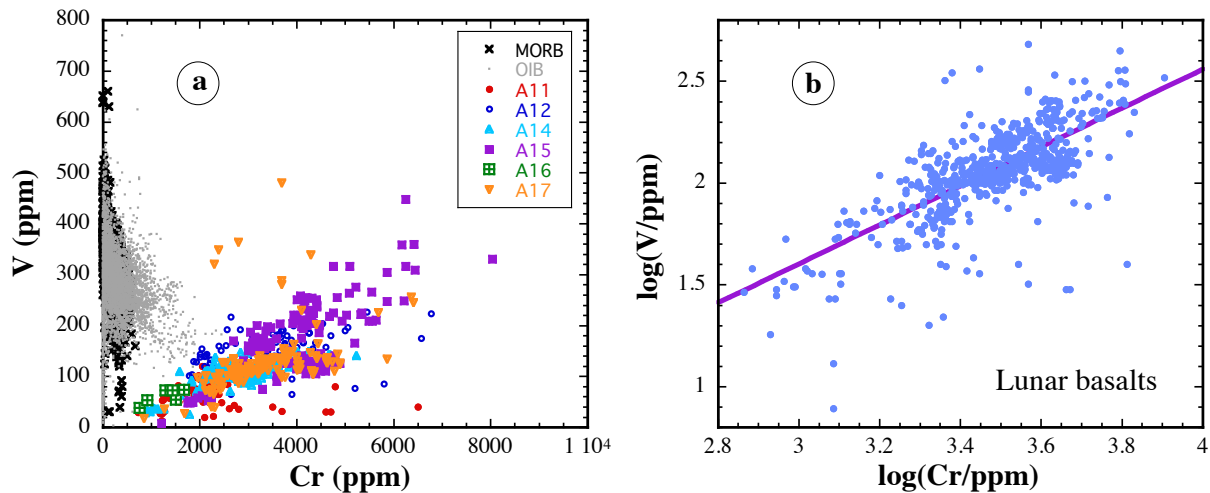 800
700
600
500
400
300
200
100
0
V (ppm)
a
MORB
OIB
A11
A12
A14
A15
A16
A17
0 2000 4000 6000 8000 1 10⁴
Cr (ppm)
2.5
2
1.5
1
log(V/ppm)
b
Lunar basalts
2.8 3 3.2 3.4 3.6 3.8 4
log(Cr/ppm)